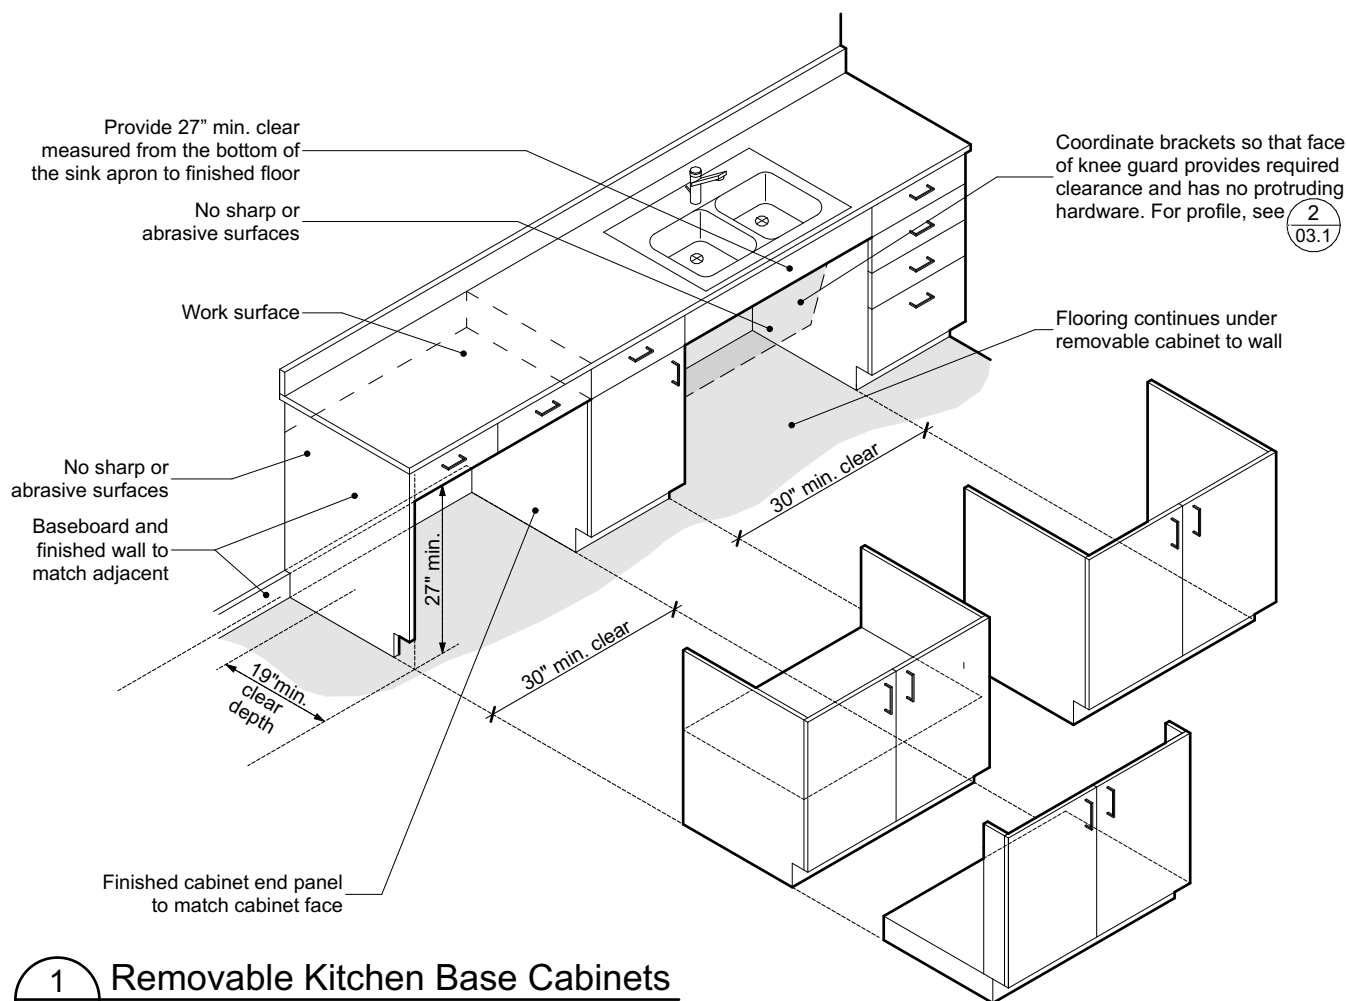 Provide 27” min. clear
measured from the bottom of
the sink apron to finished floor
No sharp or
abrasive surfaces
Work surface
No sharp or
abrasive surfaces
Baseboard and
finished wall to
match adjacent
Coordinate brackets so that face
of knee guard provides required
clearance and has no protruding
hardware. For profile, see
2
03.1
Flooring continues under
removable cabinet to wall
30" min. clear
27" min.
30" min. clear
19"min.
clear
depth
Finished cabinet end panel
to match cabinet face
1 Removable Kitchen Base Cabinets